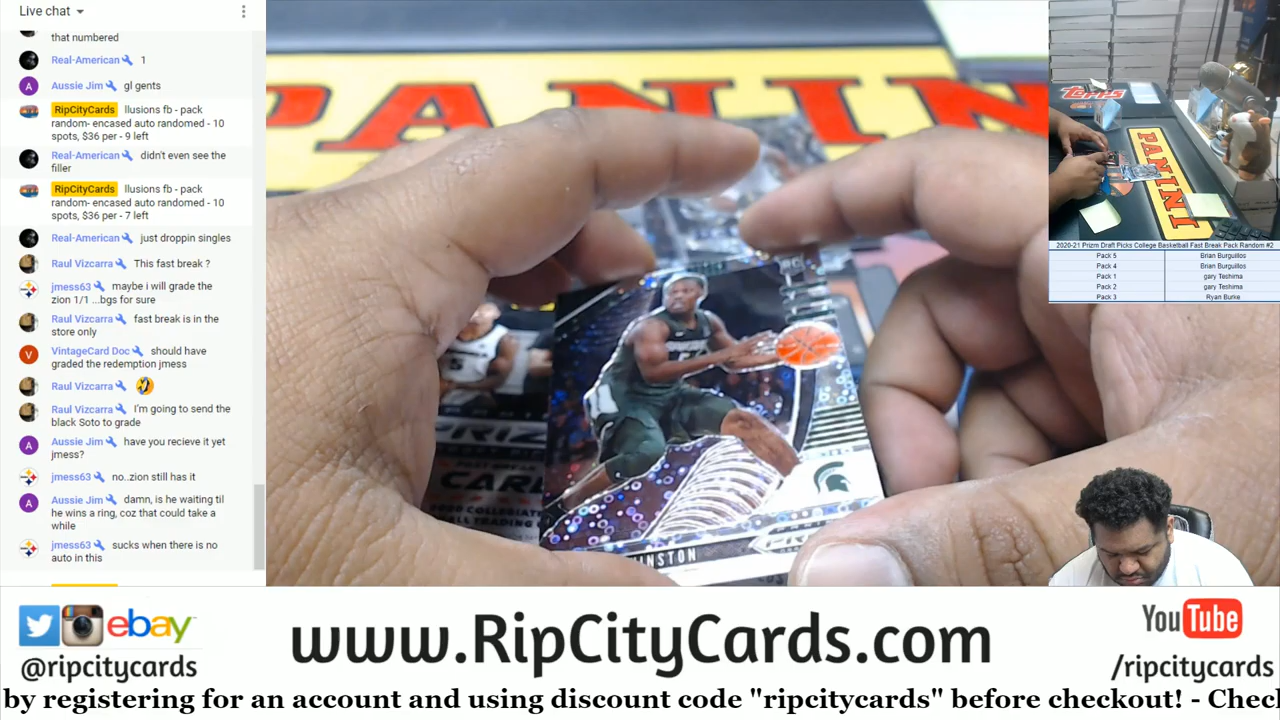 Live chat
that numbered
Real-American 1
Aussie Jim gl gents
RipCityCards Illusions fb - pack
random- encased auto randomed - 10
spots, $36 per - 9 left
Real-American didn't even see the
filler
RipCityCards Illusions fb - pack
random- encased auto randomed - 10
spots, $36 per - 7 left
Real-American just droppin singles
Raul Vizcarra This fast break ?
jmess63 maybe i will grade the
zion 1/1 ...bgs for sure
Raul Vizcarra fast break is in the
store only
V VintageCard Doc should have
graded the redemption jmess
Raul Vizcarra 🤣
Raul Vizcarra I'm going to send the
black Soto to grade
A Aussie Jim have you recieve it yet
jmess?
jmess63 no..zion still has it
A Aussie Jim damn, is he waiting til
he wins a ring, coz that could take a
while
jmess63 sucks when there is no
auto in this
PANINI
PRIZM
FAST BREAK
INSTON
Topps
PANINI
2020-21 Prizm Draft Picks College Basketball Fast Break Pack Random #2
Pack 5 Brian Burguillos
Pack 4 Brian Burguillos
Pack 1 gary Teshima
Pack 2 gary Teshima
Pack 3 Ryan Burke
ebay
@ripcitycards
www.RipCityCards.com
YouTube
/ripcitycards
by registering for an account and using discount code "ripcitycards" before checkout! - Chec